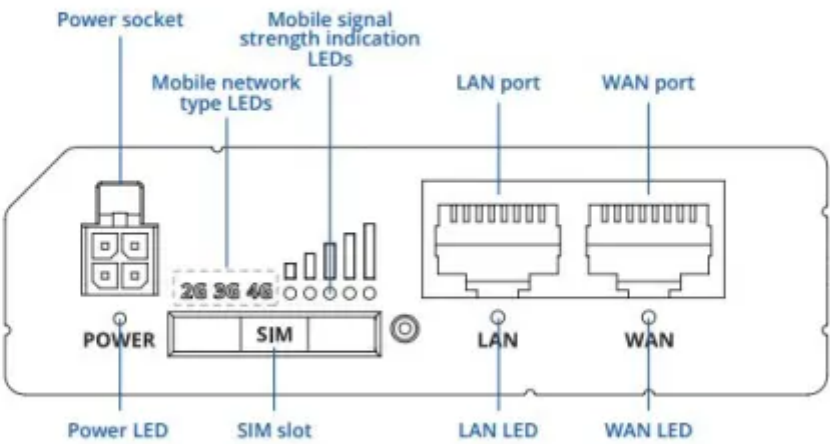 Power socket
Mobile signal
strength indication
LEDs
Mobile network
type LEDs
LAN port
WAN port
2G 3G 4G
POWER
SIM
LAN
WAN
Power LED
SIM slot
LAN LED
WAN LED